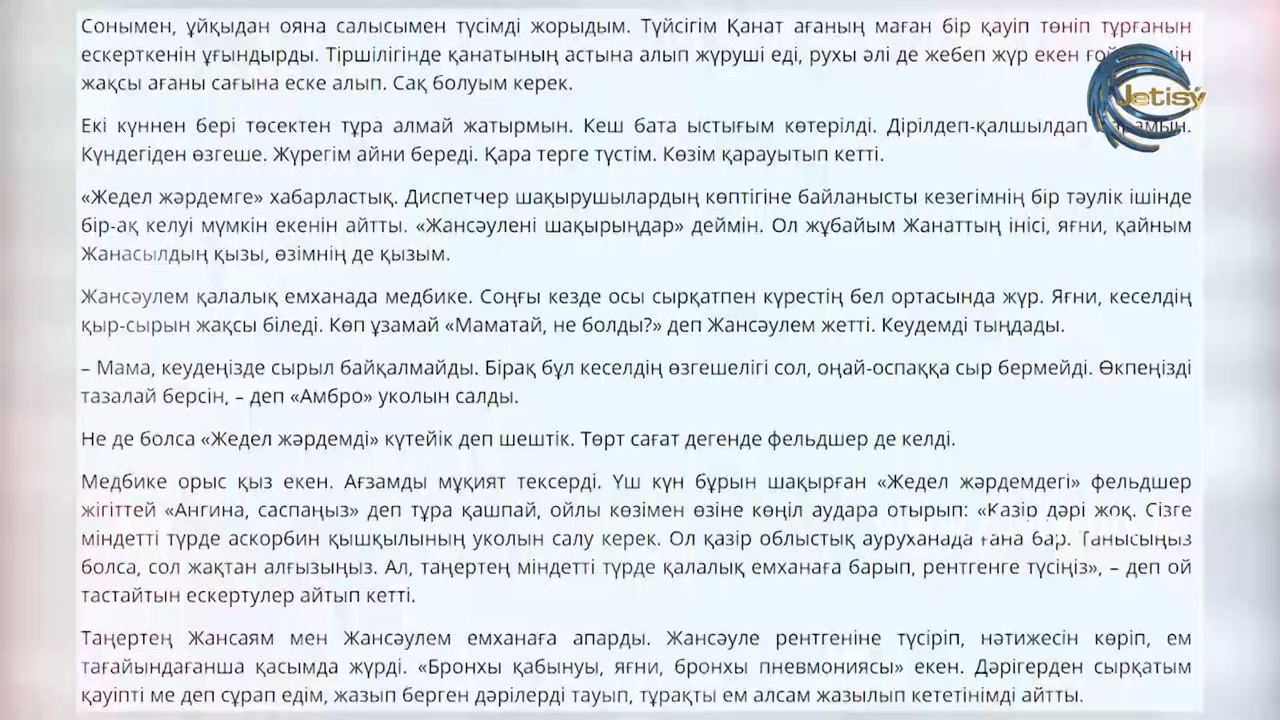 Сонымен, ұйқыдан ояна салысымен түсімді жорыдым. Түйсігім Қанат ағаның маған бір қауіп төніп тұрғанын
ескерткенін ұғындырды. Тіршілігінде қанатының астына алып жүруші еді, рухы әлі де жебеп жүр екен
жақсы ағаны сағына еске алып. Сақ болуым керек.
Jetisý
Екі күннен бері төсектен тұра алмай жатырмын. Кеш бата ыстығым көтерілді. Дірілдеп-қалшылдап
Күндегіден өзгеше. Жүрегім айни береді. Қара терге түстім. Көзім қарауытып кетті.
«Жедел жәрдемге» хабарластық. Диспетчер шақырушылардың көптігіне байланысты кезегімнің бір тәулік ішінде
бір-ақ келуі мүмкін екенін айтты. «Жансәулені шақырыңдар» деймін. Ол жұбайым Жанаттың інісі, яғни, қайным
Жанасылдың қызы, өзімнің де қызым.
Жансәулем қалалық емханада медбике. Соңғы кезде осы сырқатпен күрестің бел ортасында жүр. Яғни, кеселдің
қыр-сырын жақсы біледі. Көп ұзамай «Маматай, не болды?» деп Жансәулем жетті. Кеудемді тыңдады.
– Мама, кеудеңізде сырыл байқалмайды. Бірақ бұл кеселдің өзгешелігі сол, оңай-оспаққа сыр бермейді. Өкпеңізді
тазалай берсін, – деп «Амбро» уколын салды.
Не де болса «Жедел жәрдемді» күтейік деп шештік. Төрт сағат дегенде фельдшер де келді.
Медбике орыс қыз екен. Ағзамды мұқият тексерді. Үш күн бұрын шақырған «Жедел жәрдемдегі» фельдшер
жігіттей «Ангина, саспаңыз» деп тұра қашпай, ойлы көзімен өзіне көңіл аудара отырып: «Қазір дәрі жоқ. Сізге
міндетті түрде аскорбин қышқылының уколын салу керек. Ол қазір облыстық ауруханада ғана бар. Танысыңыз
болса, сол жақтан алғызыңыз. Ал, таңертең міндетті түрде қалалық емханаға барып, рентгенге түсіңіз», – деп ой
тастайтын ескертулер айтып кетті.
Таңертең Жансаям мен Жансәулем емханаға апарды. Жансәуле рентгеніне түсіріп, нәтижесін көріп, ем
тағайындағанша қасымда жүрді. «Бронхы қабынуы, яғни, бронхы пневмониясы» екен. Дәрігерден сырқатым
қауіпті ме деп сұрап едім, жазып берген дәрілерді тауып, тұрақты ем алсам жазылып кететінімді айтты.